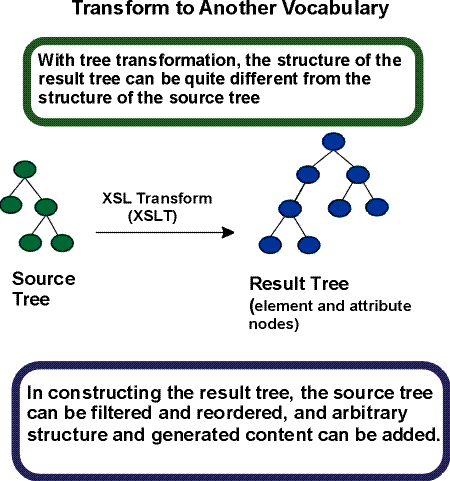 Transform to Another Vocabulary
With tree transformation, the structure of the
result tree can be quite different from the
structure of the source tree
XSL Transform
(XSLT)
Source
Tree
Result Tree
(element and attribute
nodes)
In constructing the result tree, the source tree
can be filtered and reordered, and arbitrary
structure and generated content can be added.